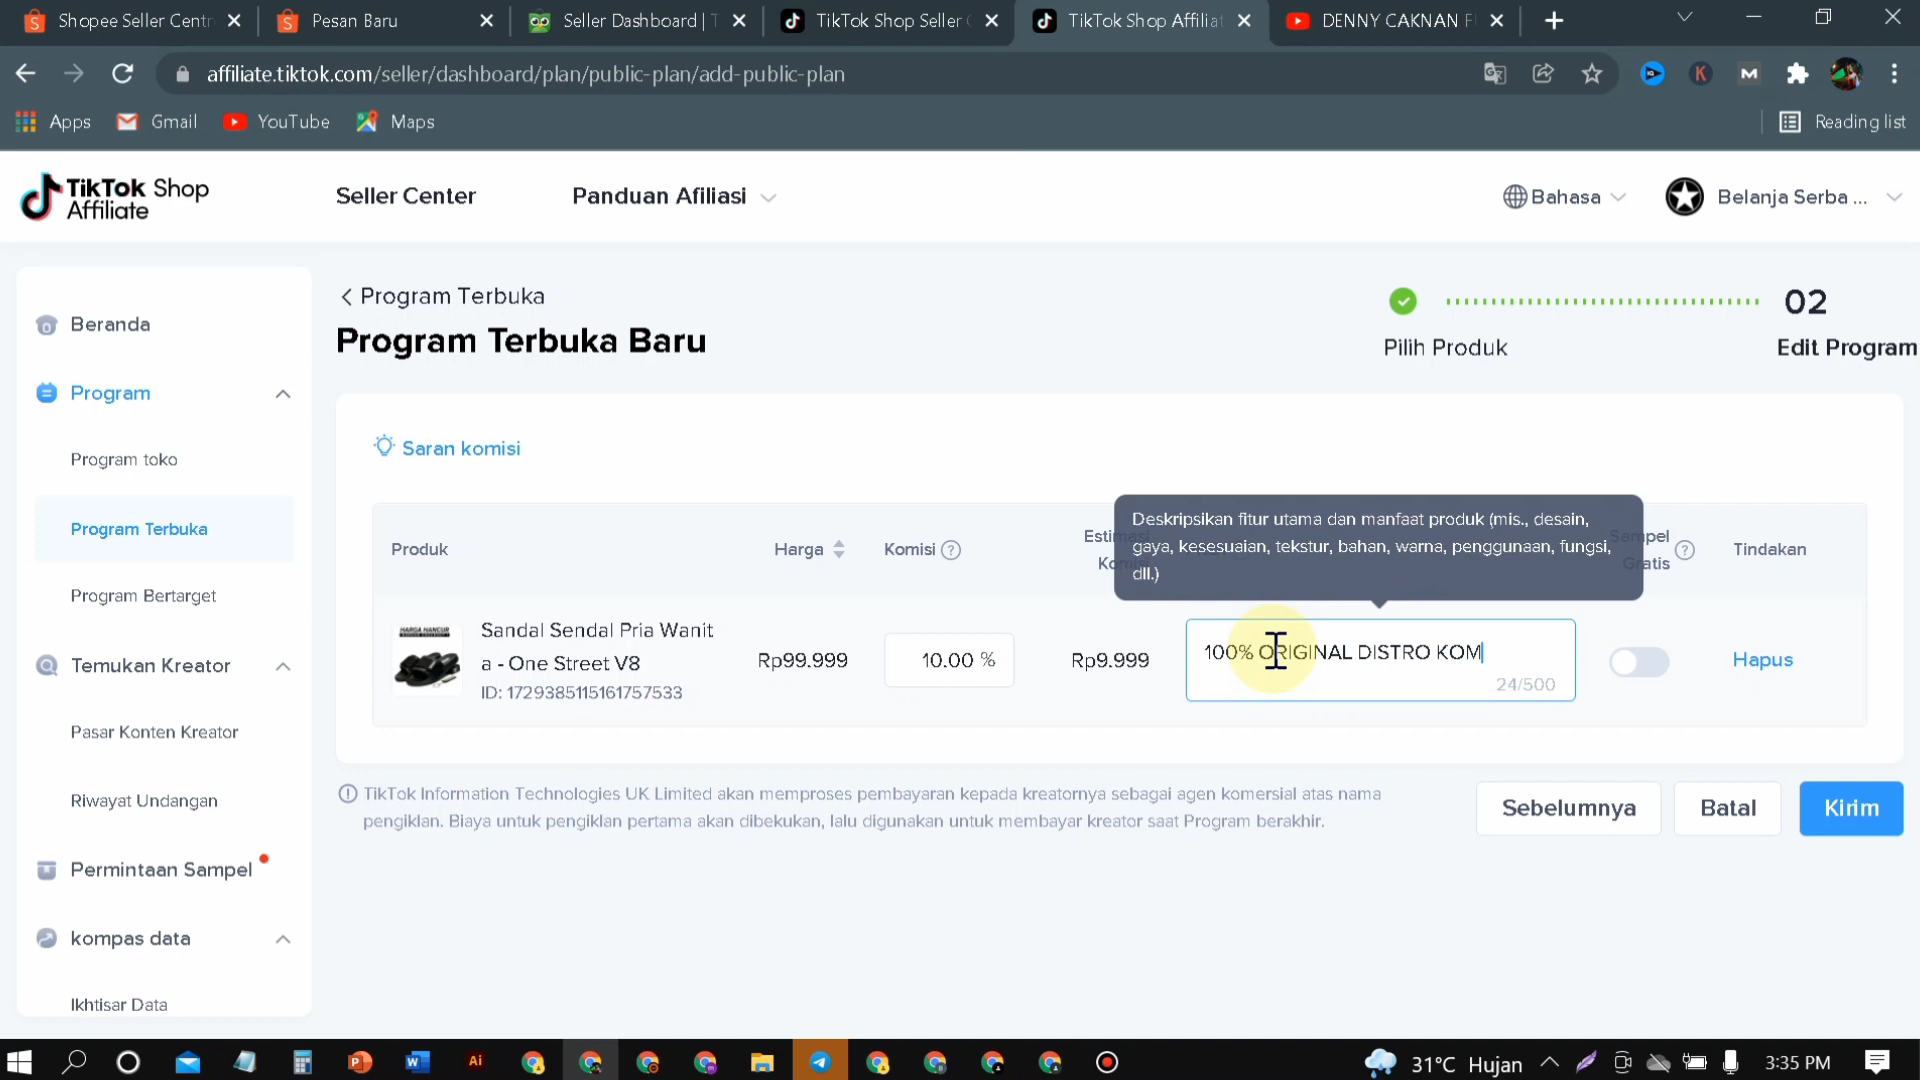 Shopee Seller Centr
Pesan Baru
Seller Dashboard | T
TikTok Shop Seller C
TikTok Shop Affiliat
DENNY CAKNAN F
affiliate.tiktok.com/seller/dashboard/plan/public-plan/add-public-plan
K
M
Apps
Gmail
YouTube
Maps
Reading list
TikTok Shop
Affiliate
Seller Center
Panduan Afiliasi
Bahasa
Belanja Serba ...
Beranda
Program
Program toko
Program Terbuka
Program Bertarget
Temukan Kreator
Pasar Konten Kreator
Riwayat Undangan
Permintaan Sampel
kompas data
Ikhtisar Data
Program Terbuka
Program Terbuka Baru
Pilih Produk
02
Edit Program
Saran komisi
Produk
Harga
Komisi
Deskripsikan fitur utama dan manfaat produk (mis., desain,
gaya, kesesuaian, tekstur, bahan, warna, penggunaan, fungsi,
dll.)
Tindakan
HARGA HANCUR
Sandal Sendal Pria Wanit
a - One Street V8
ID: 1729385115161757533
Rp99.999
10.00 %
Rp9.999
100% ORIGINAL DISTRO KOM
24/500
Hapus
TikTok Information Technologies UK Limited akan memproses pembayaran kepada kreatornya sebagai agen komersial atas nama
pengiklan. Biaya untuk pengiklan pertama akan dibekukan, lalu digunakan untuk membayar kreator saat Program berakhir.
Sebelumnya
Batal
Kirim
Ai
31°C Hujan
3:35 PM